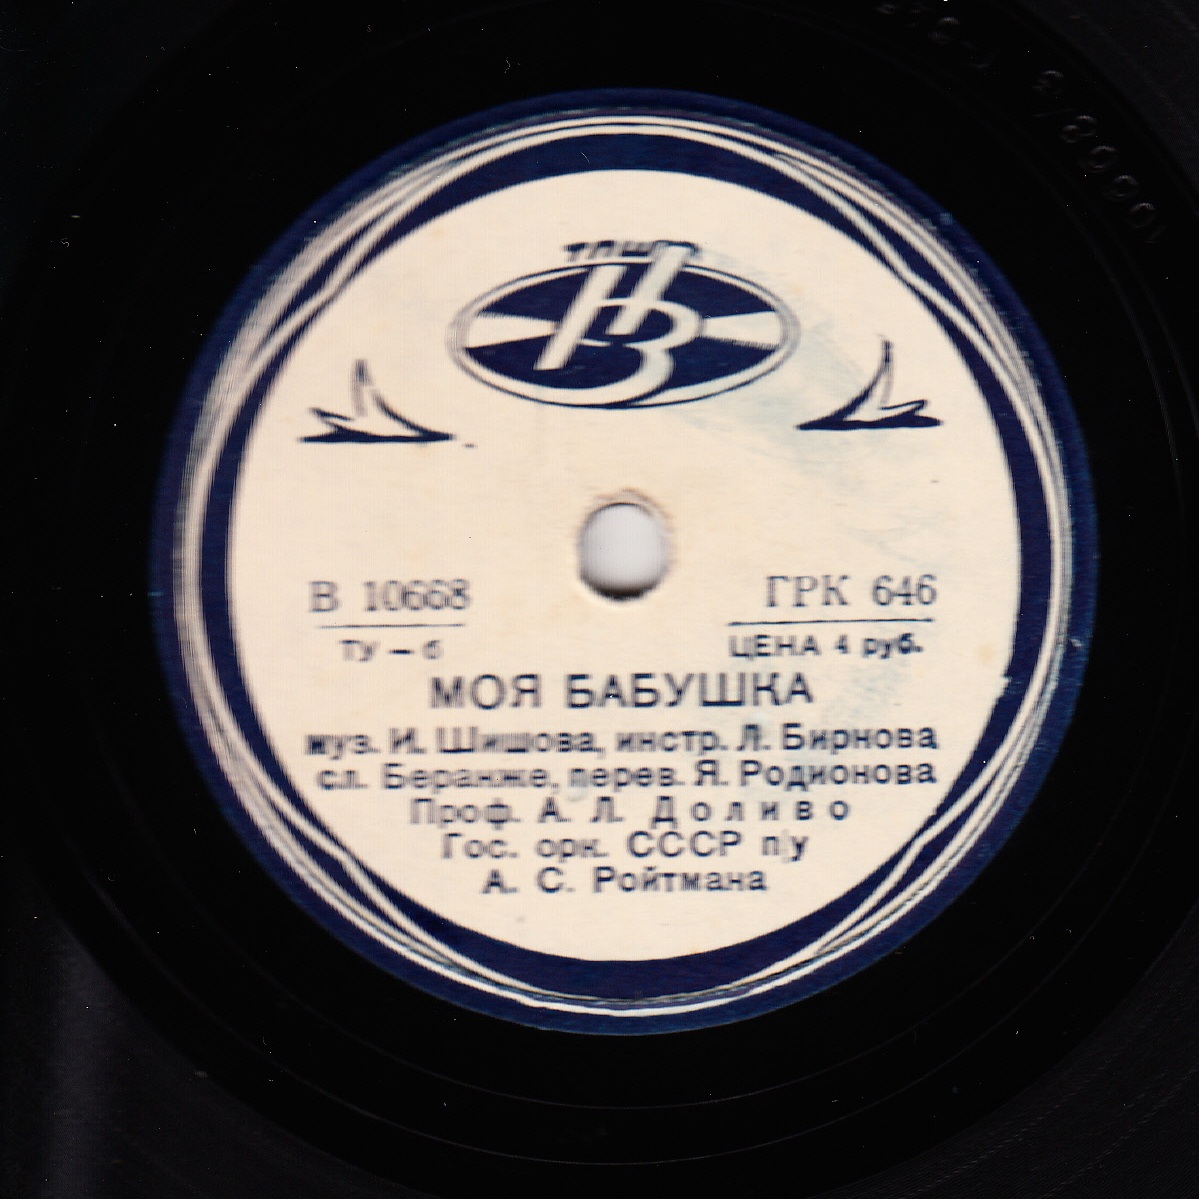 НЗ
В 10668
ГРК 646
ТУ — б
ЦЕНА 4 руб.
МОЯ БАБУШКА
муз. И. Шишова, инстр. Л. Бирнова
сл. Беранже, перев. Я. Родионова
Проф. А. Л. Доливо
Гос. орк. СССР п/у
А. С. Ройтмана